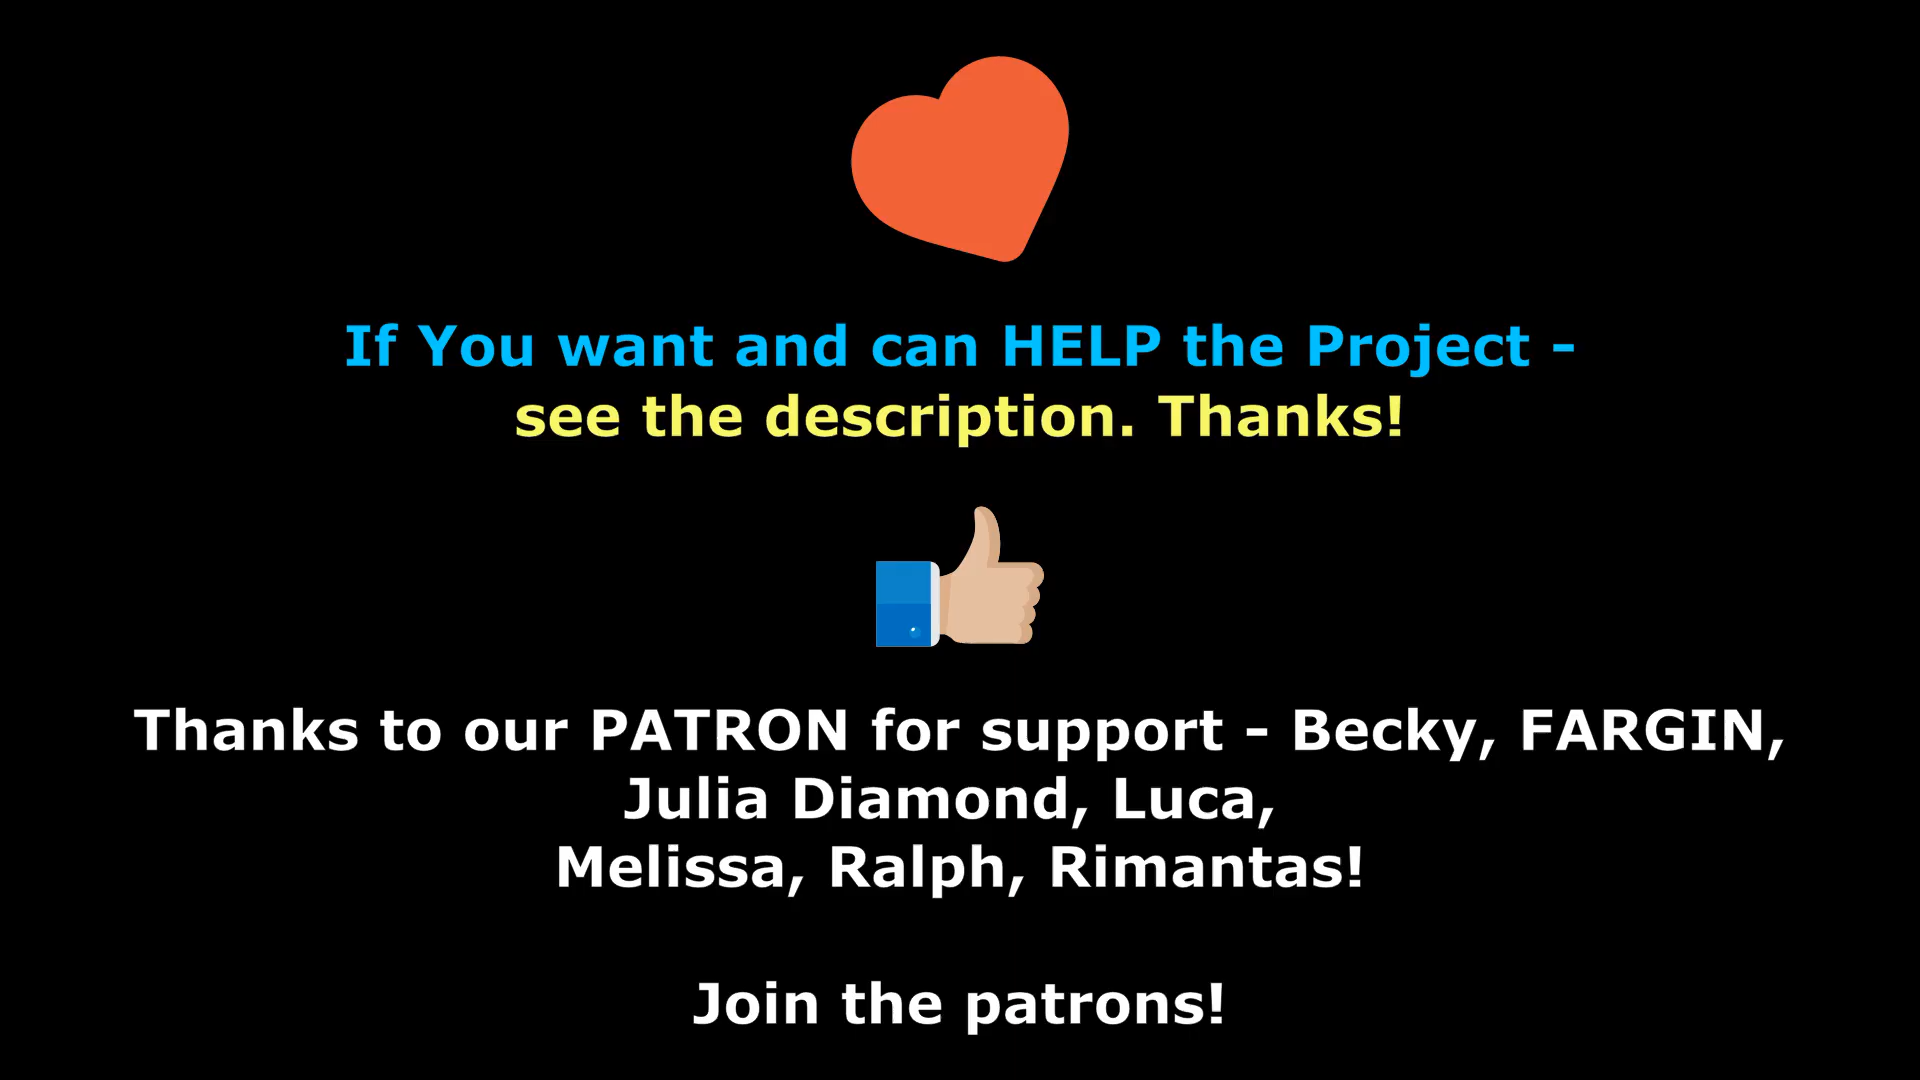 If You want and can HELP the Project -
see the description. Thanks!
Thanks to our PATRON for support - Becky, FARGIN,
Julia Diamond, Luca,
Melissa, Ralph, Rimantas!
Join the patrons!